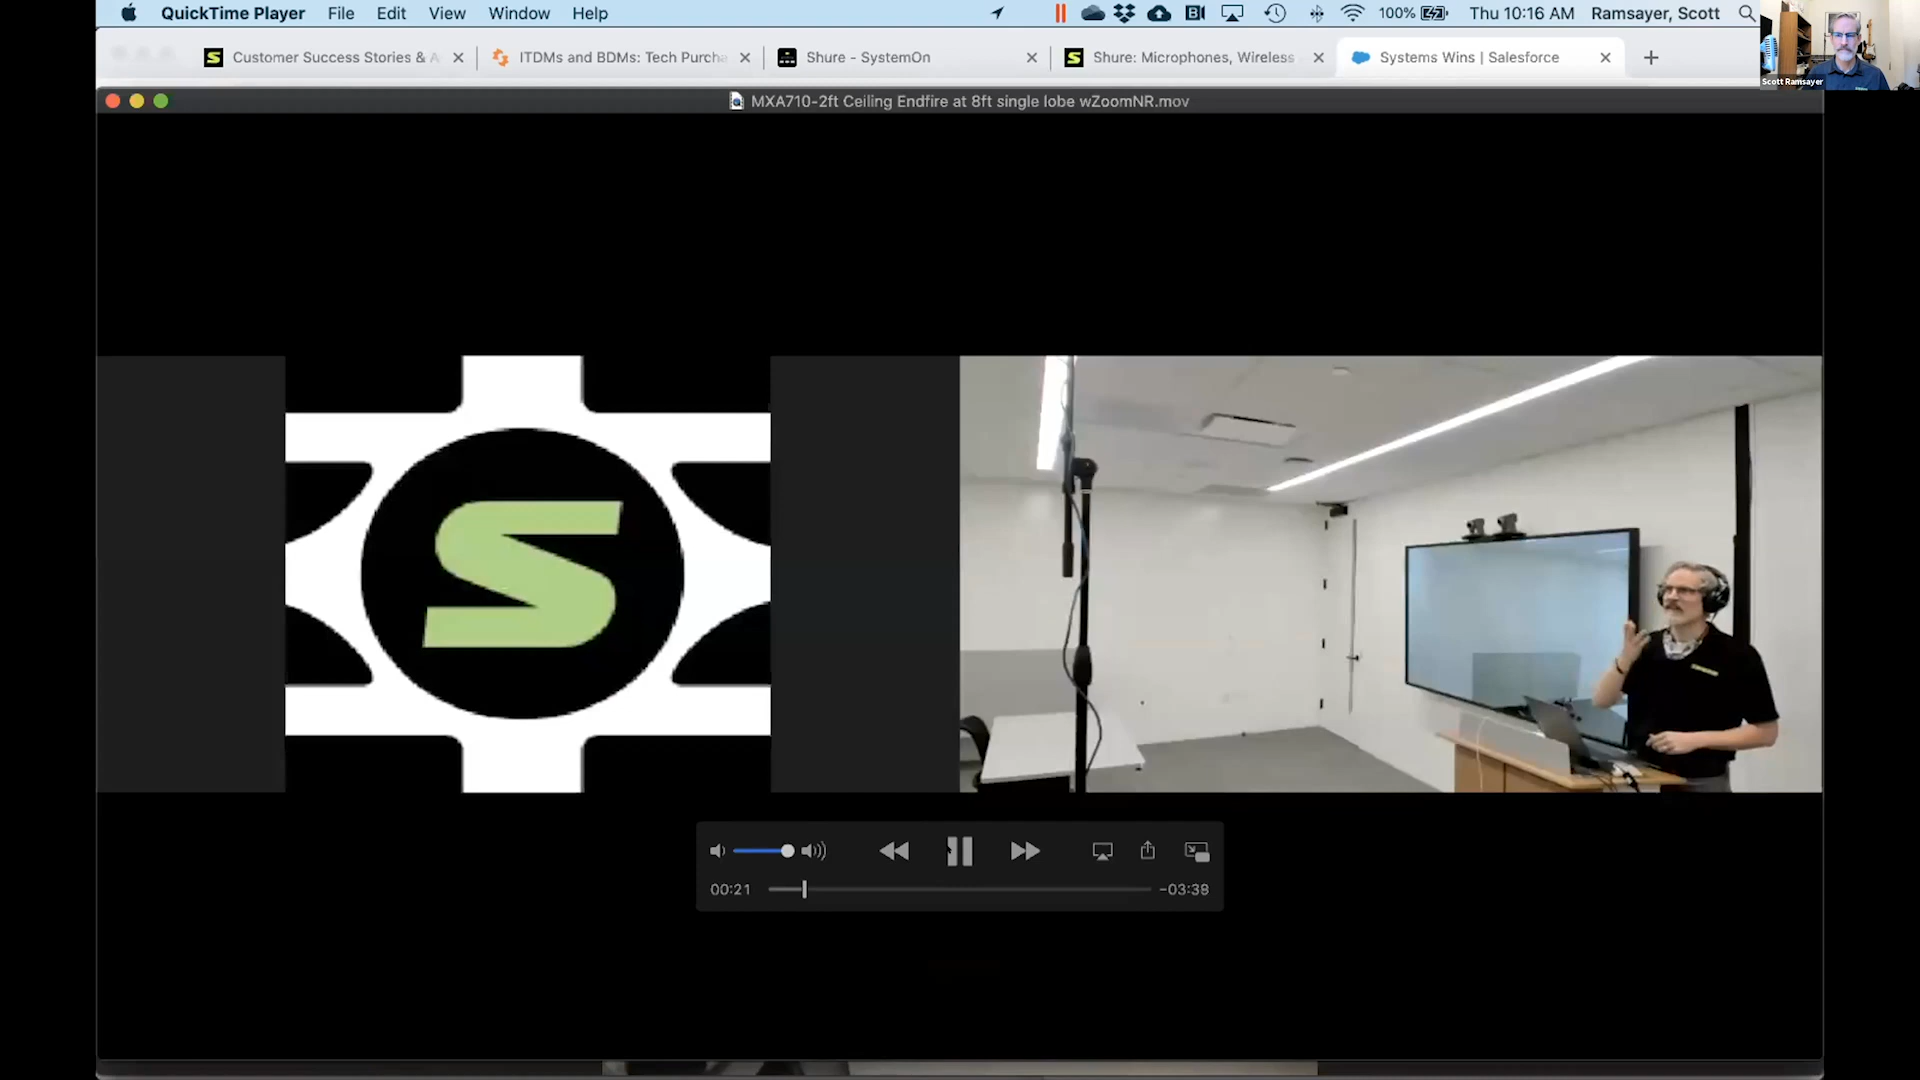 QuickTime Player File Edit View Window Help 100% Thu 10:16 AM Ramsayer, Scott
Customer Success Stories & A
ITDMs and BDMs: Tech Purcha
Shure - SystemOn
Shure: Microphones, Wireless
Systems Wins | Salesforce
Scott Ramsayer
MXA710-2ft Ceiling Endfire at 8ft single lobe wZoomNR.mov
S
00:21 -03:38